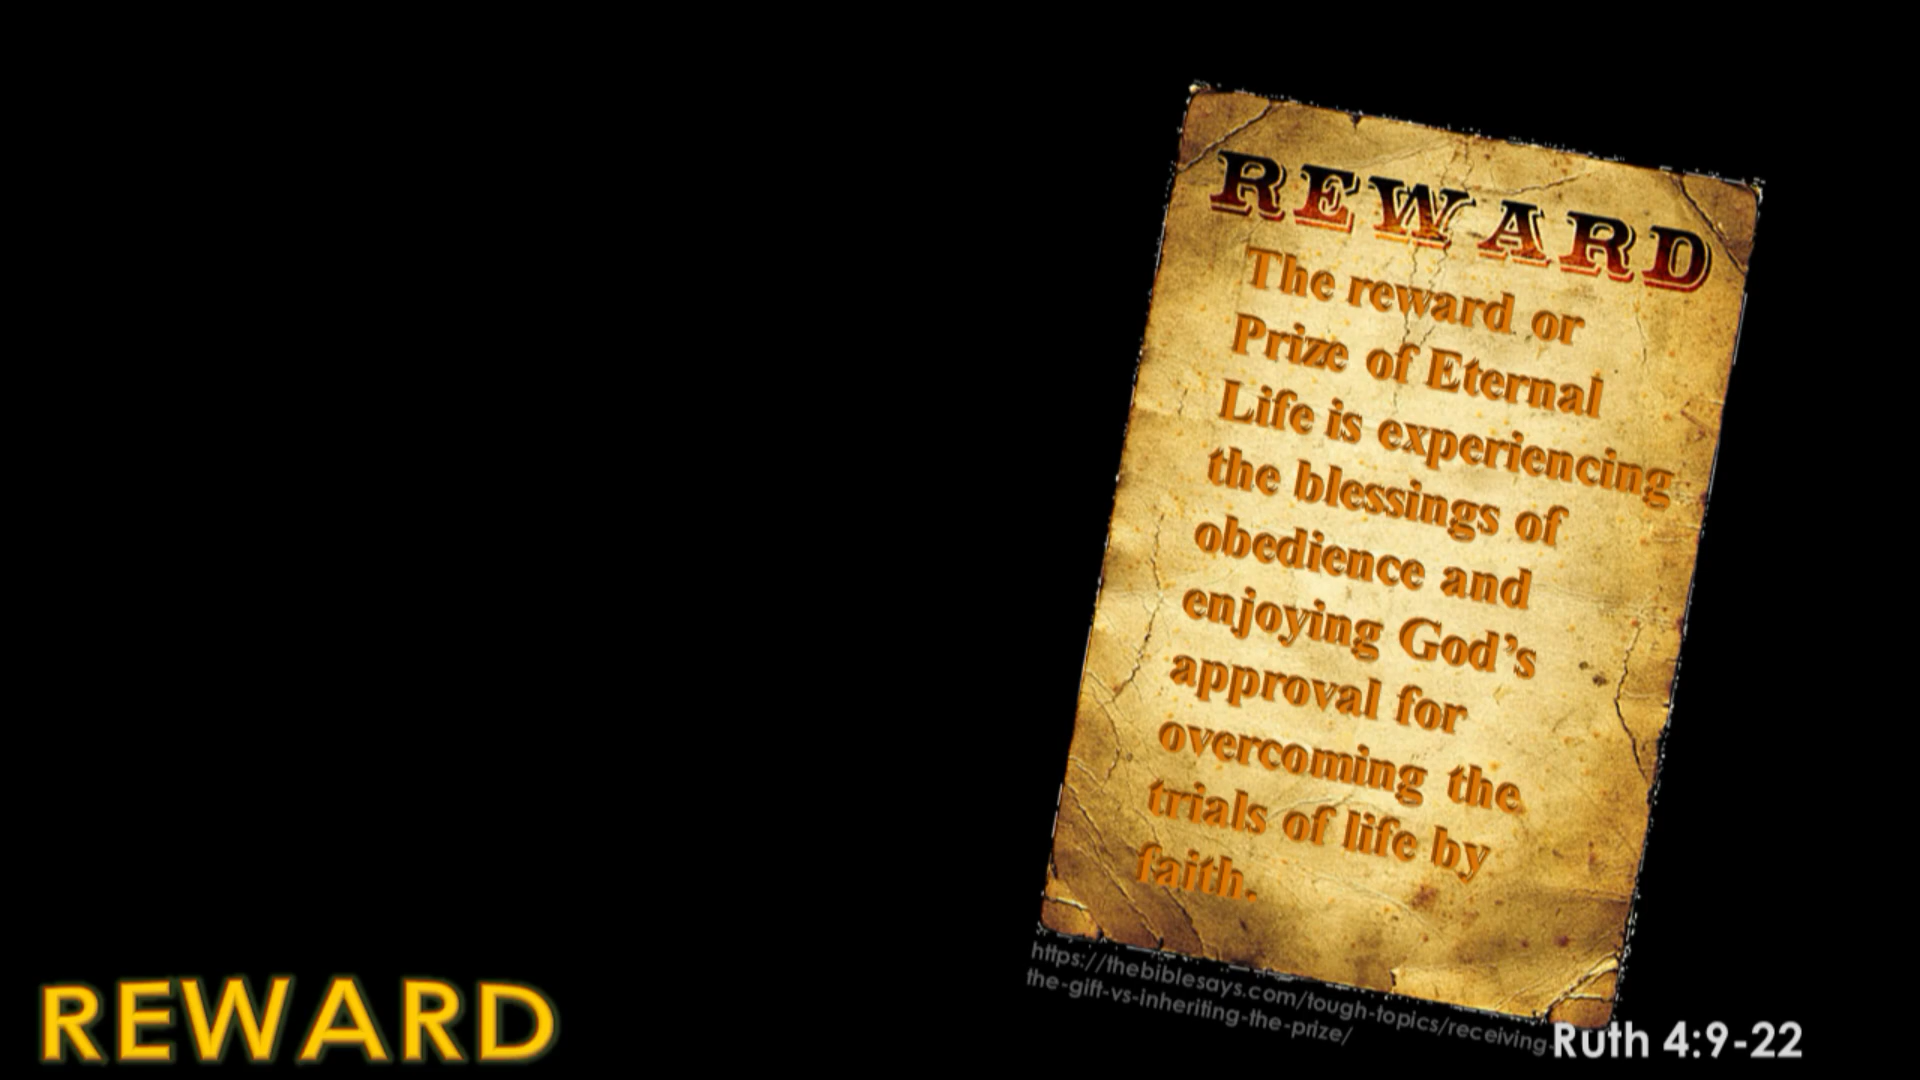 REWARD
The reward or
Prize of Eternal
Life is experiencing
the blessings of
obedience and
enjoying God's
approval for
overcoming the
trials of life by
faith.
https://thebiblesays.com/tough-topics/receiving-
the-gift-vs-inheriting-the-prize/
REWARD
Ruth 4:9-22